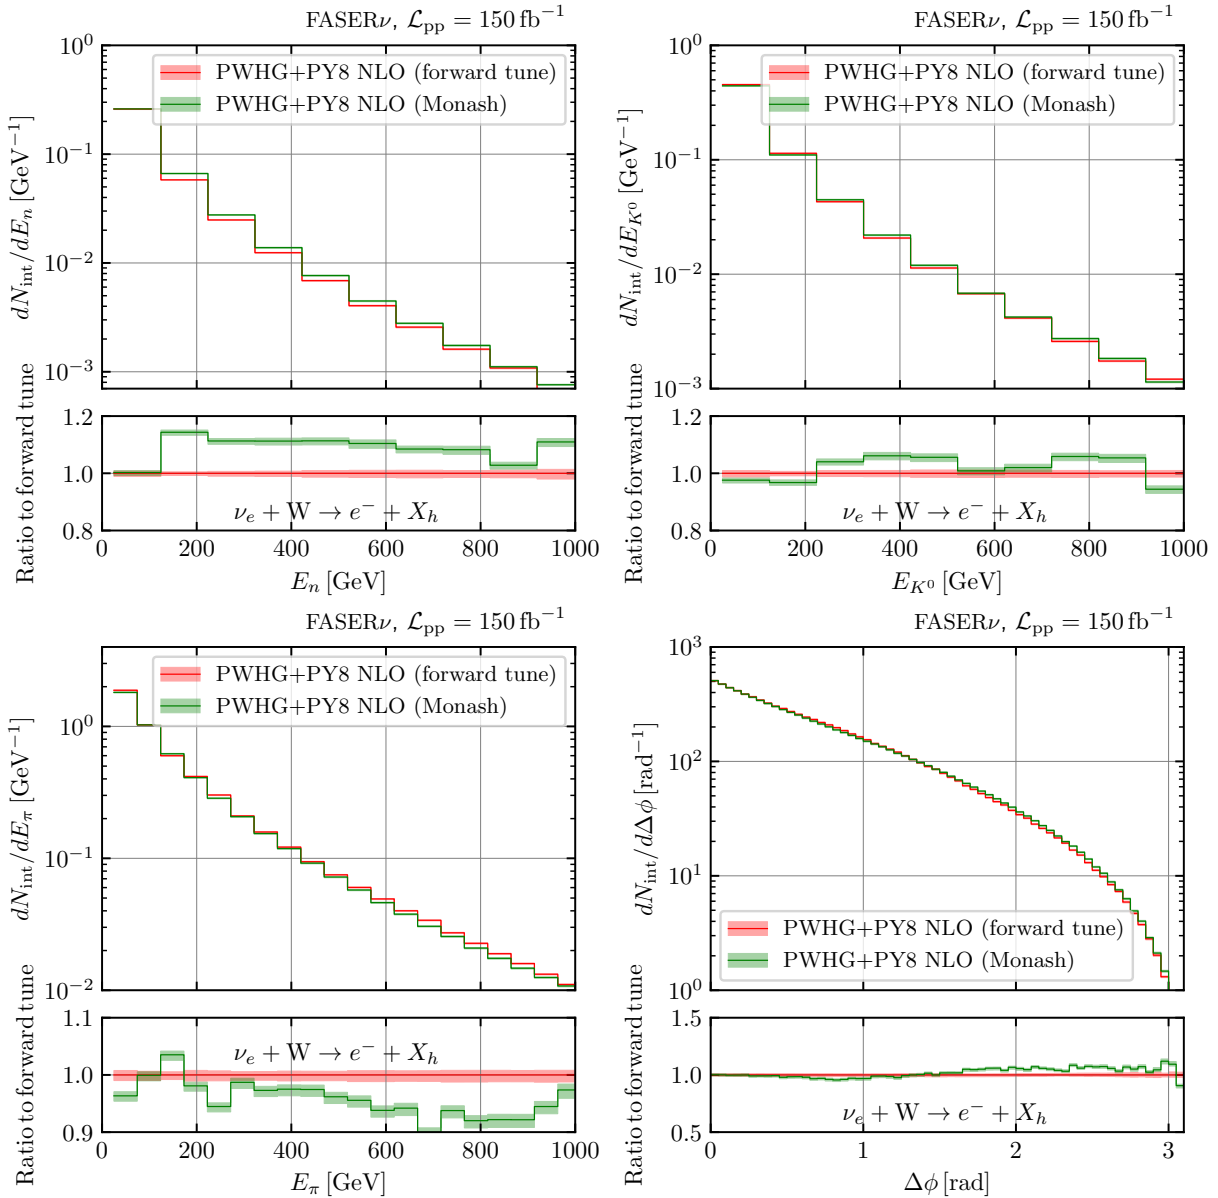 FASERν, ℒpp = 150 fb⁻¹
PWHG+PY8 NLO (forward tune)
PWHG+PY8 NLO (Monash)
dN_int/dE_n [GeV⁻¹]
10⁰
10⁻¹
10⁻²
10⁻³
Ratio to forward tune
1.2
1.0
0.8
ν_e + W → e⁻ + X_h
0 200 400 600 800 1000
E_n [GeV]
FASERν, ℒpp = 150 fb⁻¹
PWHG+PY8 NLO (forward tune)
PWHG+PY8 NLO (Monash)
dN_int/dE_K⁰ [GeV⁻¹]
10⁰
10⁻¹
10⁻²
10⁻³
Ratio to forward tune
1.2
1.0
0.8
ν_e + W → e⁻ + X_h
0 200 400 600 800 1000
E_K⁰ [GeV]
FASERν, ℒpp = 150 fb⁻¹
PWHG+PY8 NLO (forward tune)
PWHG+PY8 NLO (Monash)
dN_int/dE_π [GeV⁻¹]
10⁰
10⁻¹
10⁻²
Ratio to forward tune
1.1
1.0
0.9
ν_e + W → e⁻ + X_h
0 200 400 600 800 1000
E_π [GeV]
FASERν, ℒpp = 150 fb⁻¹
dN_int/dΔϕ [rad⁻¹]
10³
10²
10¹
10⁰
PWHG+PY8 NLO (forward tune)
PWHG+PY8 NLO (Monash)
Ratio to forward tune
1.5
1.0
0.5
ν_e + W → e⁻ + X_h
0 1 2 3
Δϕ [rad]